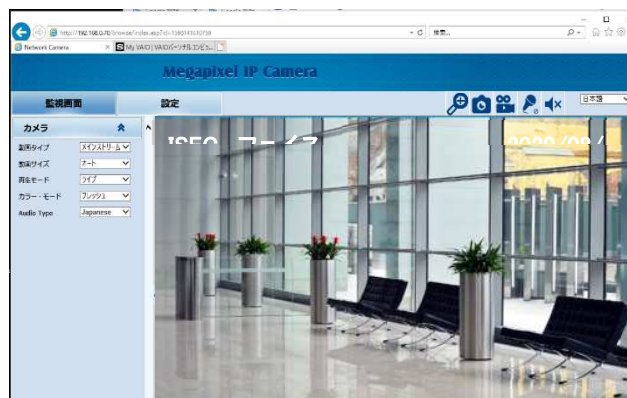 http://192.168.0.70/browse/index.asp?id=1590141010759
検索...
Network Camera
My VAIO | VAIOパーソナルコンピュ...
Megapixel IP Camera
監視画面
設定
日本語
カメラ
動画タイプ
メインストリーム
動画サイズ
オート
再生モード
ライブ
カラー・モード
フレッシュ
Audio Type
Japanese